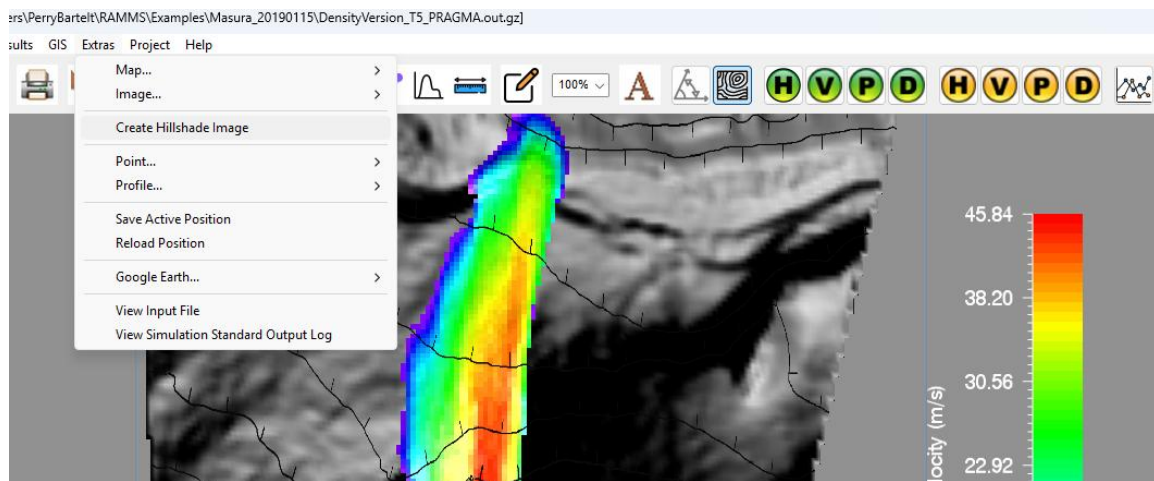 ers\PerryBartelt\RAMMS\Examples\Masura_20190115\DensityVersion_T5_PRAGMA.out.gz]
sults GIS Extras Project Help
100% A H V P D H V P D
Map...
Image...
Create Hillshade Image
Point...
Profile...
Save Active Position
Reload Position
Google Earth...
View Input File
View Simulation Standard Output Log
45.84
38.20
30.56
22.92
locity (m/s)